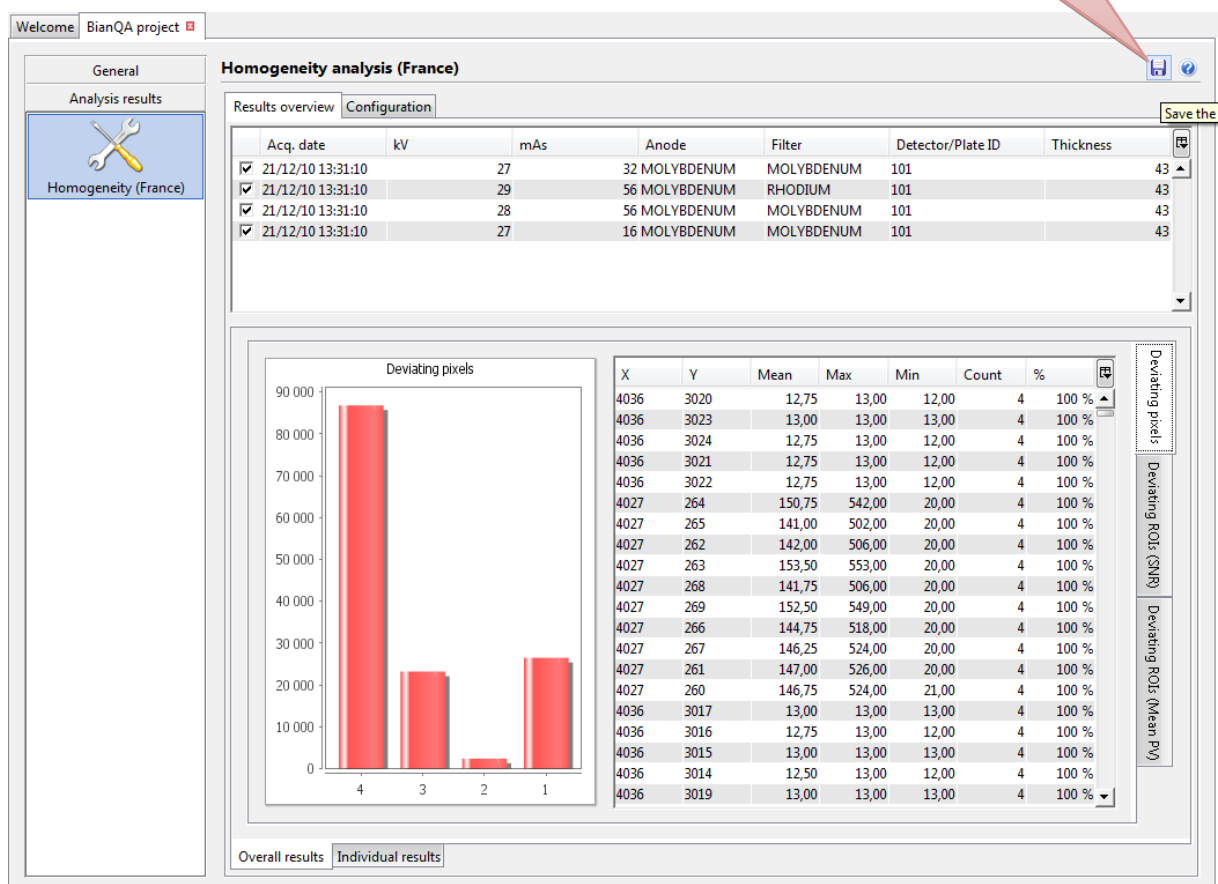 Welcome BianQA project
General
Analysis results
Homogeneity (France)
Homogeneity analysis (France)
Save the
Results overview Configuration
Acq. date kV mAs Anode Filter Detector/Plate ID Thickness
21/12/10 13:31:10 27 32 MOLYBDENUM MOLYBDENUM 101 43
21/12/10 13:31:10 29 56 MOLYBDENUM RHODIUM 101 43
21/12/10 13:31:10 28 56 MOLYBDENUM MOLYBDENUM 101 43
21/12/10 13:31:10 27 16 MOLYBDENUM MOLYBDENUM 101 43
Deviating pixels
90 000
80 000
70 000
60 000
50 000
40 000
30 000
20 000
10 000
0
4 3 2 1
X Y Mean Max Min Count %
4036 3020 12,75 13,00 12,00 4 100 %
4036 3023 13,00 13,00 13,00 4 100 %
4036 3024 12,75 13,00 12,00 4 100 %
4036 3021 12,75 13,00 12,00 4 100 %
4036 3022 12,75 13,00 12,00 4 100 %
4027 264 150,75 542,00 20,00 4 100 %
4027 265 141,00 502,00 20,00 4 100 %
4027 262 142,00 506,00 20,00 4 100 %
4027 263 153,50 553,00 20,00 4 100 %
4027 268 141,75 506,00 20,00 4 100 %
4027 269 152,50 549,00 20,00 4 100 %
4027 266 144,75 518,00 20,00 4 100 %
4027 267 146,25 524,00 20,00 4 100 %
4027 261 147,00 526,00 20,00 4 100 %
4027 260 146,75 524,00 21,00 4 100 %
4036 3017 13,00 13,00 13,00 4 100 %
4036 3016 12,75 13,00 12,00 4 100 %
4036 3015 13,00 13,00 13,00 4 100 %
4036 3014 12,50 13,00 12,00 4 100 %
4036 3019 13,00 13,00 13,00 4 100 %
Deviating pixels
Deviating ROIs (SNR)
Deviating ROIs (Mean PV)
Overall results Individual results